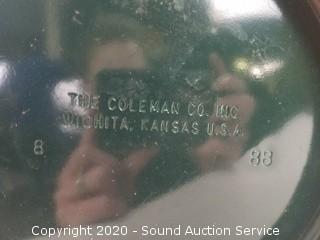 THE COLEMAN CO. INC
WICHITA, KANSAS U.S.A.
8 88
Copyright 2020 - Sound Auction Service